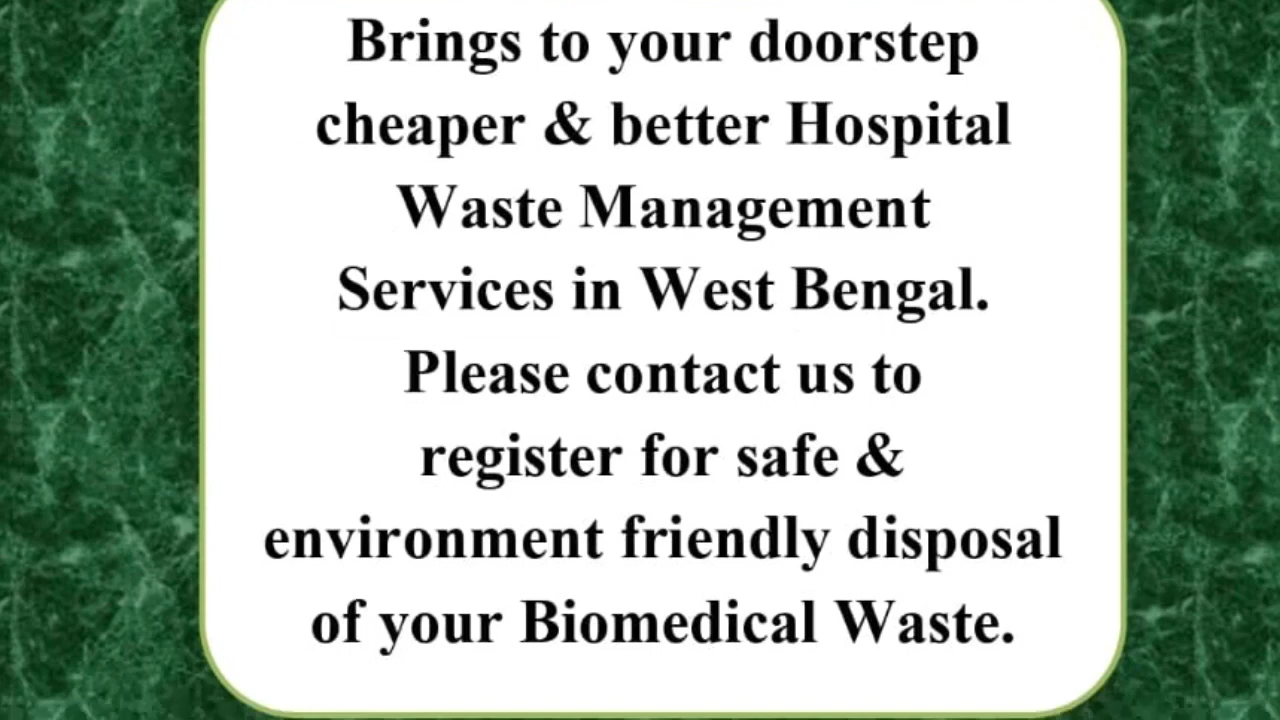 Brings to your doorstep
cheaper & better Hospital
Waste Management
Services in West Bengal.
Please contact us to
register for safe &
environment friendly disposal
of your Biomedical Waste.